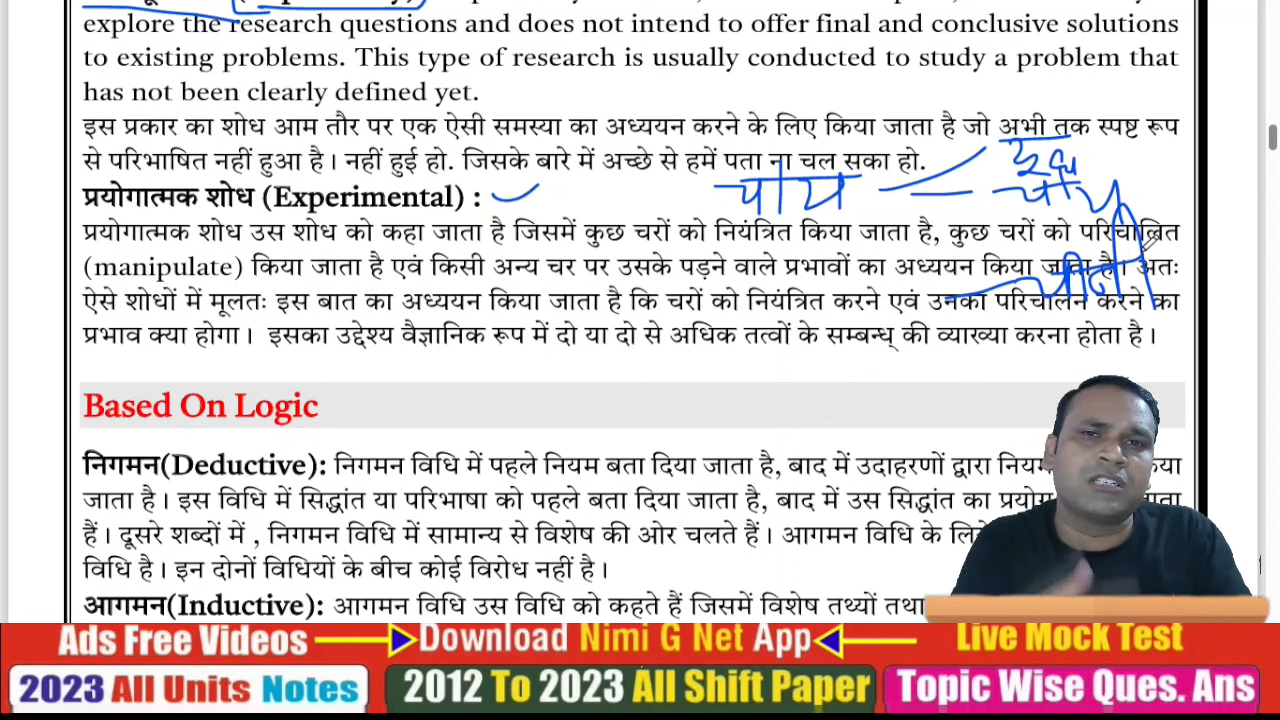 explore the research questions and does not intend to offer final and conclusive solutions
to existing problems. This type of research is usually conducted to study a problem that
has not been clearly defined yet.
इस प्रकार का शोध आम तौर पर एक ऐसी समस्या का अध्ययन करने के लिए किया जाता है जो अभी तक स्पष्ट रूप
से परिभाषित नहीं हुआ है। नहीं हुई हो. जिसके बारे में अच्छे से हमें पता ना चल सका हो.
दूध
प्रयोगात्मक शोध (Experimental) :
चाय
चाय
प्रयोगात्मक शोध उस शोध को कहा जाता है जिसमें कुछ चरों को नियंत्रित किया जाता है, कुछ चरों को परिचालित
(manipulate) किया जाता है एवं किसी अन्य चर पर उसके पड़ने वाले प्रभावों का अध्ययन किया जाता है। अतः
चीनी
ऐसे शोधों में मूलतः इस बात का अध्ययन किया जाता है कि चरों को नियंत्रित करने एवं उनका परिचालन करने का
प्रभाव क्या होगा। इसका उद्देश्य वैज्ञानिक रूप में दो या दो से अधिक तत्वों के सम्बन्ध् की व्याख्या करना होता है।
Based On Logic
निगमन(Deductive): निगमन विधि में पहले नियम बता दिया जाता है, बाद में उदाहरणों द्वारा
जाता है। इस विधि में सिद्धांत या परिभाषा को पहले बता दिया जाता है, बाद में उस सिद्धांत का
हैं। दूसरे शब्दों में , निगमन विधि में सामान्य से विशेष की ओर चलते हैं। आगमन विधि के
विधि है। इन दोनों विधियों के बीच कोई विरोध नहीं है।
आगमन(Inductive): आगमन विधि उस विधि को कहते हैं जिसमें विशेष तथ्यों तथा
Ads Free Videos Download Nimi G Net App Live Mock Test
2023 All Units Notes 2012 To 2023 All Shift Paper Topic Wise Ques. Ans